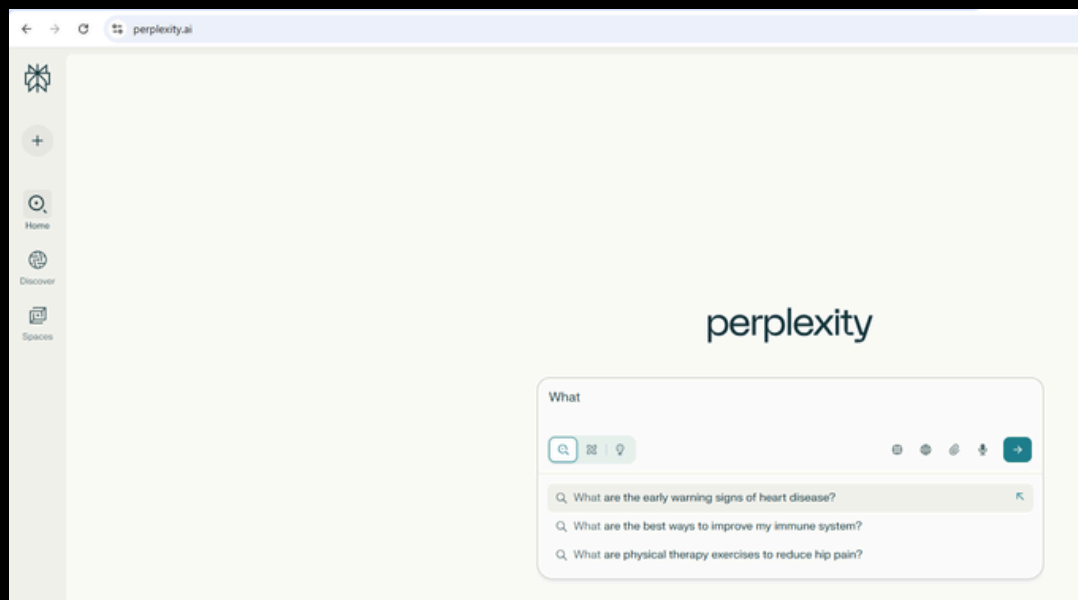 perplexity.ai
Home
Discover
Spaces
perplexity
What
What are the early warning signs of heart disease?
What are the best ways to improve my immune system?
What are physical therapy exercises to reduce hip pain?